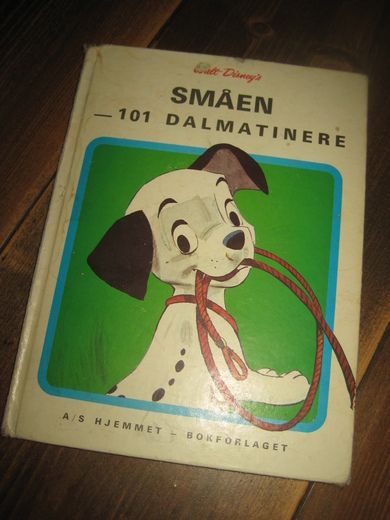 Walt Disney's
SMÅEN
— 101 DALMATINERE
A/S HJEMMET – BOKFORLAGET